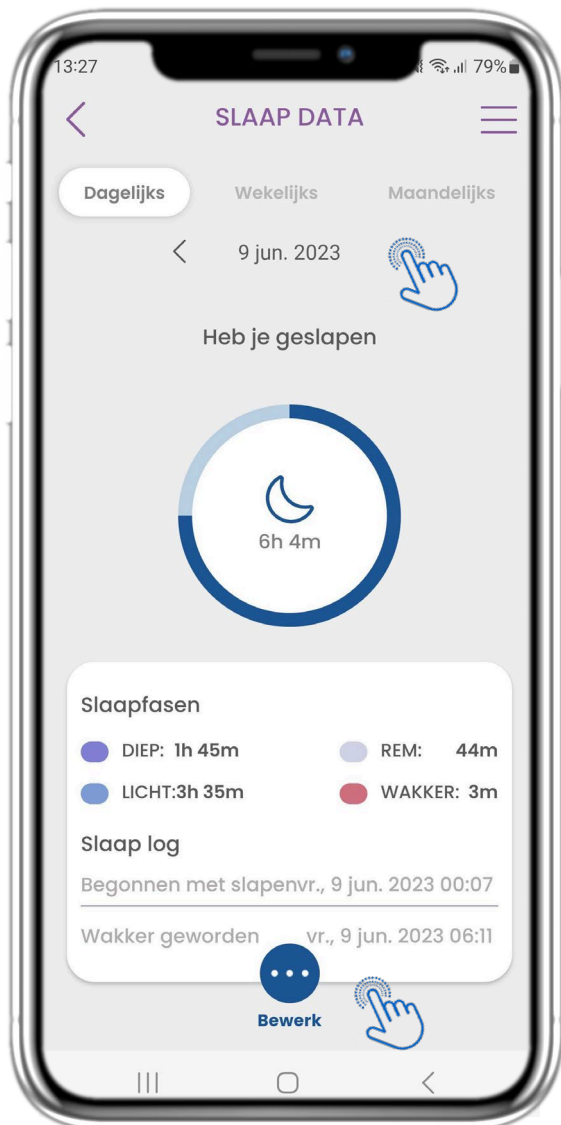 13:27 79%
SLAAP DATA
Dagelijks Wekelijks Maandelijks
9 jun. 2023
Heb je geslapen
6h 4m
Slaapfasen
DIEP: 1h 45m REM: 44m
LICHT:3h 35m WAKKER: 3m
Slaap log
Begonnen met slapenvr., 9 jun. 2023 00:07
Wakker geworden vr., 9 jun. 2023 06:11
Bewerk